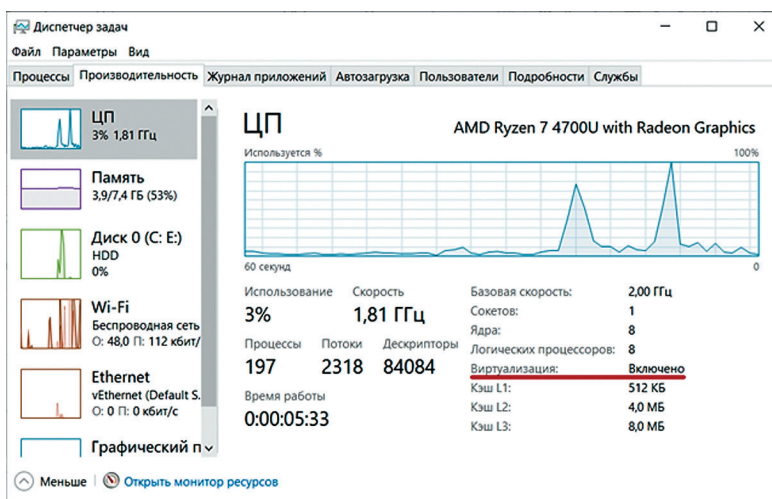 Диспетчер задач
Файл Параметры Вид
Процессы Производительность Журнал приложений Автозагрузка Пользователи Подробности Службы
ЦП
3% 1,81 ГГц
Память
3,9/7,4 ГБ (53%)
Диск 0 (C: E:)
HDD
0%
Wi-Fi
Беспроводная сеть
О: 48,0 П: 112 кбит/
Ethernet
vEthernet (Default S.
О: 0 П: 0 кбит/с
Графический п
ЦП AMD Ryzen 7 4700U with Radeon Graphics
Используется % 100%
60 секунд 0
Использование Скорость
3% 1,81 ГГц
Процессы Потоки Дескрипторы
197 2318 84084
Время работы
0:00:05:33
Базовая скорость: 2,00 ГГц
Сокетов: 1
Ядра: 8
Логических процессоров: 8
Виртуализация: Включено
Кэш L1: 512 КБ
Кэш L2: 4,0 МБ
Кэш L3: 8,0 МБ
Меньше Открыть монитор ресурсов